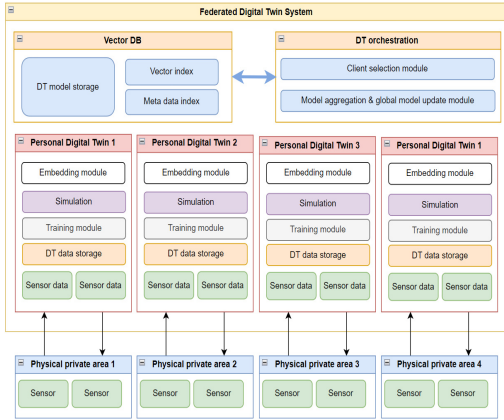 Federated Digital Twin System
Vector DB
DT orchestration
DT model storage
Vector index
Meta data index
Client selection module
Model aggregation & global model update module
Personal Digital Twin 1
Personal Digital Twin 2
Personal Digital Twin 3
Personal Digital Twin 1
Embedding module
Embedding module
Embedding module
Embedding module
Simulation
Simulation
Simulation
Simulation
Training module
Training module
Training module
Training module
DT data storage
DT data storage
DT data storage
DT data storage
Sensor data
Sensor data
Sensor data
Sensor data
Sensor data
Sensor data
Sensor data
Sensor data
Physical private area 1
Physical private area 2
Physical private area 3
Physical private area 4
Sensor
Sensor
Sensor
Sensor
Sensor
Sensor
Sensor
Sensor